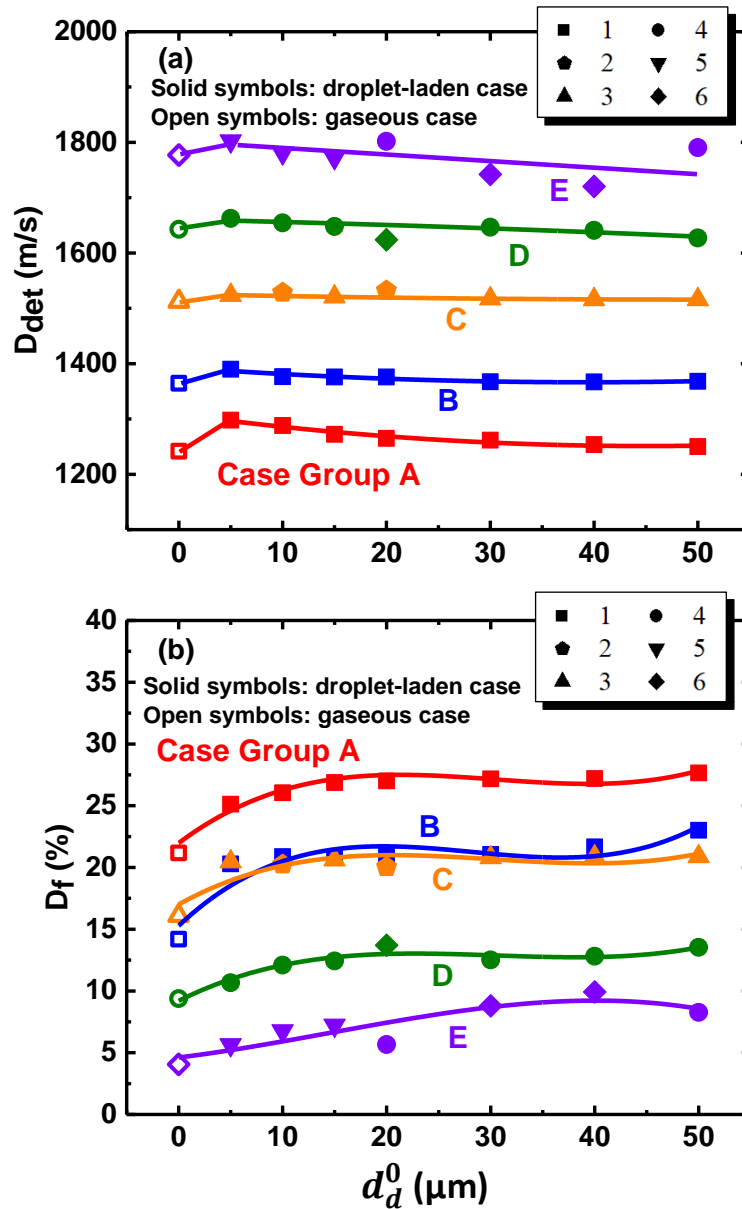 2000
(a)
Solid symbols: droplet-laden case
Open symbols: gaseous case
1 4
2 5
3 6
1800
1600
1400
1200
D_det (m/s)
E
D
C
B
Case Group A
0 10 20 30 40 50
40
(b)
Solid symbols: droplet-laden case
Open symbols: gaseous case
1 4
2 5
3 6
35
30
25
20
15
10
5
0
D_f (%)
Case Group A
B
C
D
E
0 10 20 30 40 50
d_d^0 (μm)